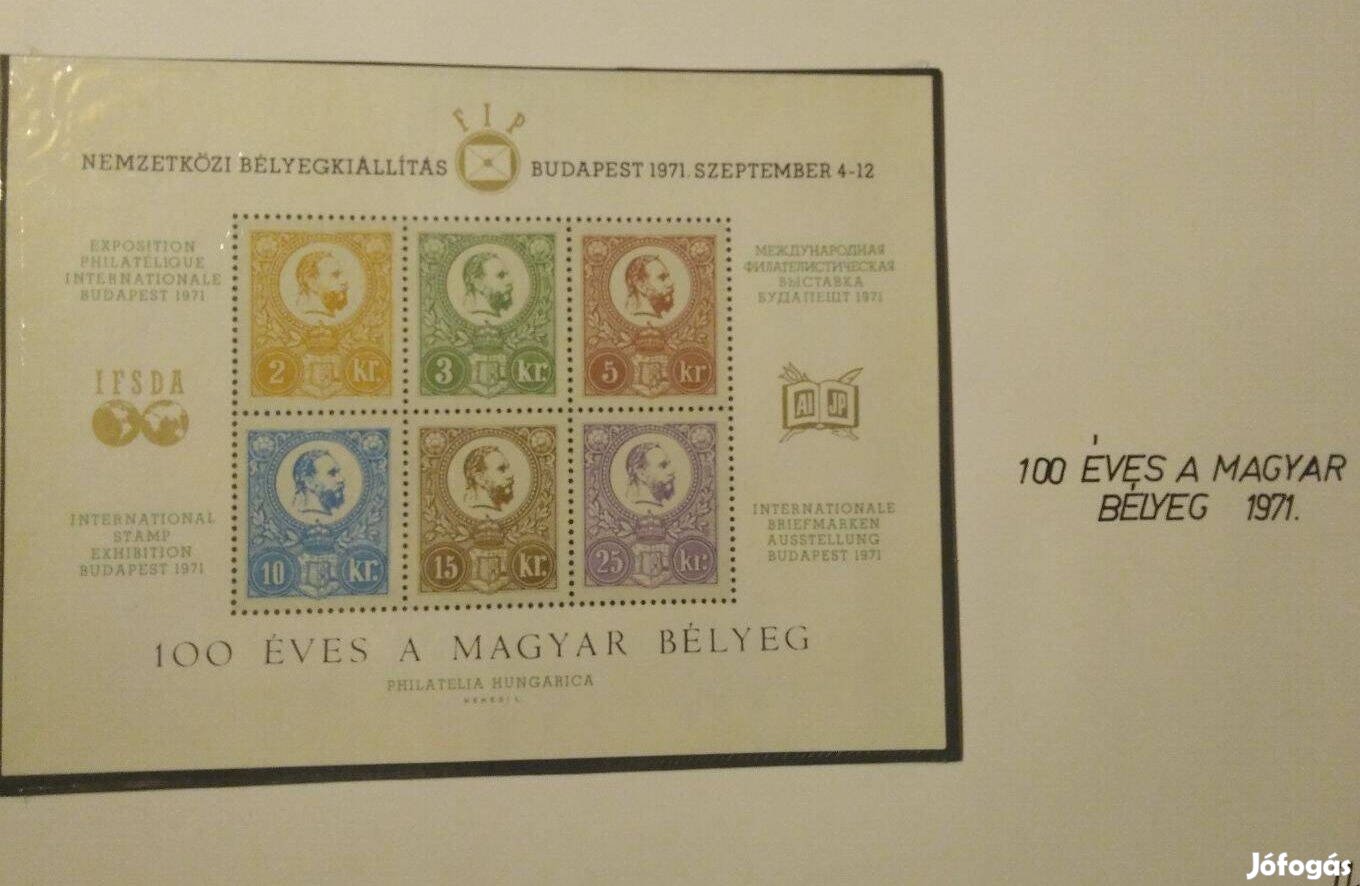 FIP
NEMZETKÖZI BÉLYEGKIÁLLÍTÁS BUDAPEST 1971. SZEPTEMBER 4-12
EXPOSITION
PHILATÉLIQUE
INTERNATIONALE
BUDAPEST 1971
МЕЖДУНАРОДНАЯ
ФИЛАТЕЛИСТИЧЕСКАЯ
ВЫСТАВКА
БУДАПЕШТ 1971
2 kr.
3 kr.
5 kr
IFSDA
AI JP
10 kr.
15 kr.
25 kr.
INTERNATIONAL
STAMP
EXHIBITION
BUDAPEST 1971
INTERNATIONALE
BRIEFMARKEN
AUSSTELLUNG
BUDAPEST 1971
100 ÉVES A MAGYAR BÉLYEG
PHILATELIA HUNGARICA
100 ÉVES A MAGYAR
BÉLYEG 1971.
Jófogás